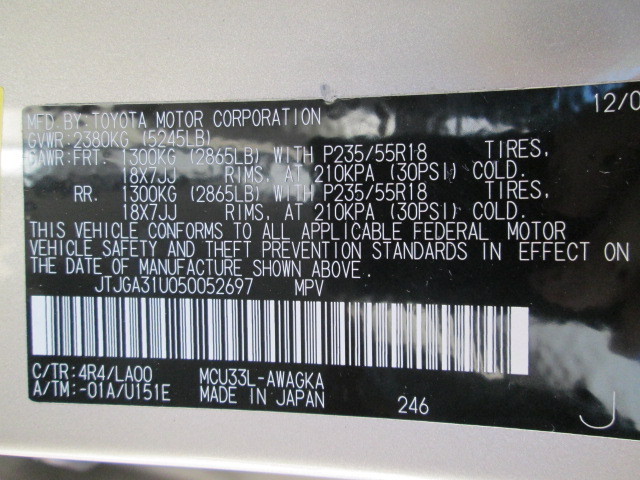 MFD BY:TOYOTA MOTOR CORPORATION 12/0
GVWR:2380KG (5245LB)
GAWR:FRT. 1300KG (2865LB) WITH P235/55R18 TIRES,
18X7JJ RIMS, AT 210KPA (30PSI) COLD.
RR. 1300KG (2865LB) WITH P235/55R18 TIRES,
18X7JJ RIMS, AT 210KPA (30PSI) COLD.
THIS VEHICLE CONFORMS TO ALL APPLICABLE FEDERAL MOTOR
VEHICLE SAFETY AND THEFT PREVENTION STANDARDS IN EFFECT ON
THE DATE OF MANUFACTURE SHOWN ABOVE.
JTJGA31U050052697 MPV
C/TR:4R4/LA00 MCU33L-AWAGKA
A/TM:-01A/U151E MADE IN JAPAN 246
J